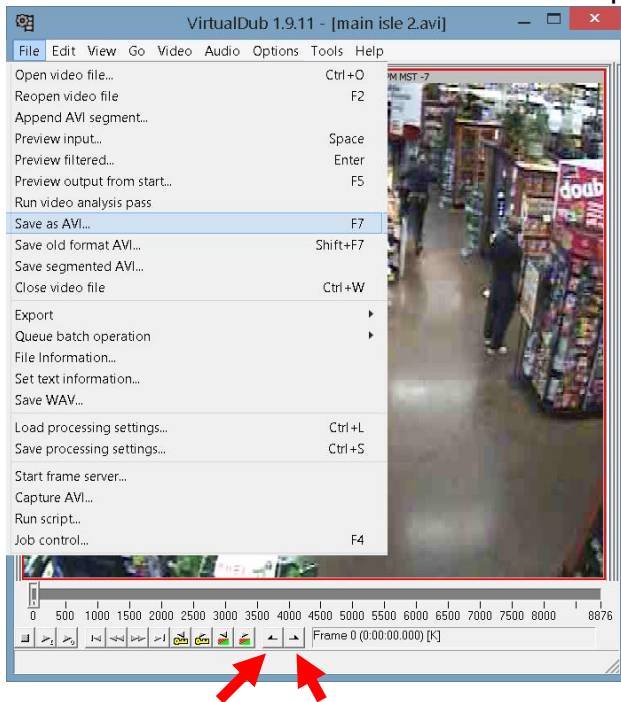 VirtualDub 1.9.11 - [main isle 2.avi]
File Edit View Go Video Audio Options Tools Help
Open video file... Ctrl+O
Reopen video file F2
Append AVI segment...
Preview input... Space
Preview filtered... Enter
Preview output from start... F5
Run video analysis pass
Save as AVI... F7
Save old format AVI... Shift+F7
Save segmented AVI...
Close video file Ctrl+W
Export
Queue batch operation
File Information...
Set text information...
Save WAV...
Load processing settings... Ctrl+L
Save processing settings... Ctrl+S
Start frame server...
Capture AVI...
Run script...
Job control... F4
PM MST -7
doub
0 500 1000 1500 2000 2500 3000 3500 4000 4500 5000 5500 6000 6500 7000 7500 8000 8876
Frame 0 (0:00:00.000) [K]